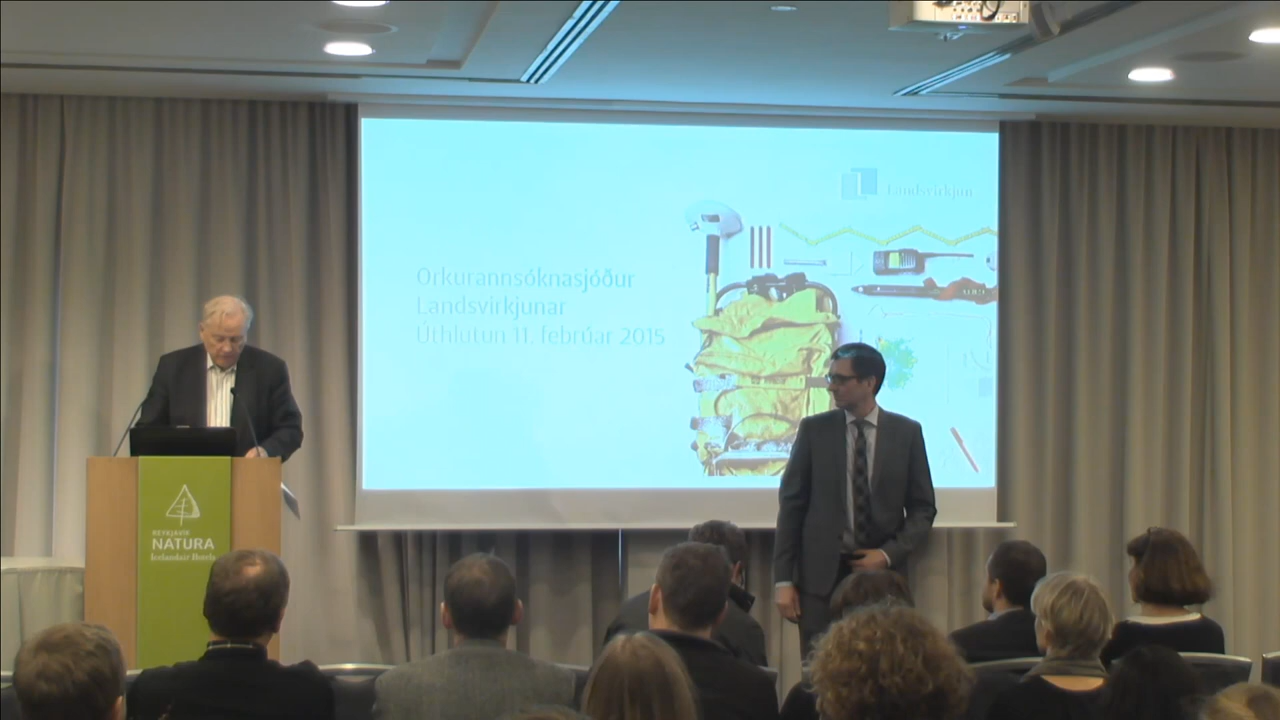 Landsvirkjun
Orkurannsóknasjóður
Landsvirkjunar
Úthlutun 11. febrúar 2015
REYKJAVÍK
NATURA
Icelandair Hotels